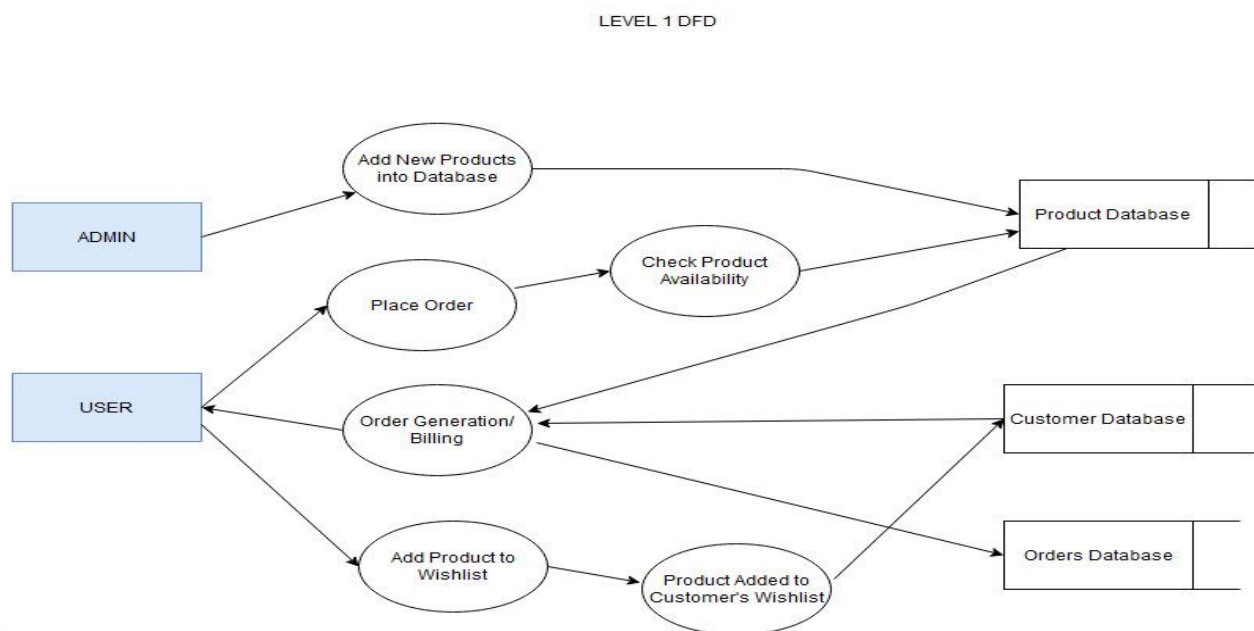 LEVEL 1 DFD
Add New Products
into Database
ADMIN
Product Database
Check Product
Availability
Place Order
USER
Order Generation/
Billing
Customer Database
Add Product to
Wishlist
Product Added to
Customer's Wishlist
Orders Database